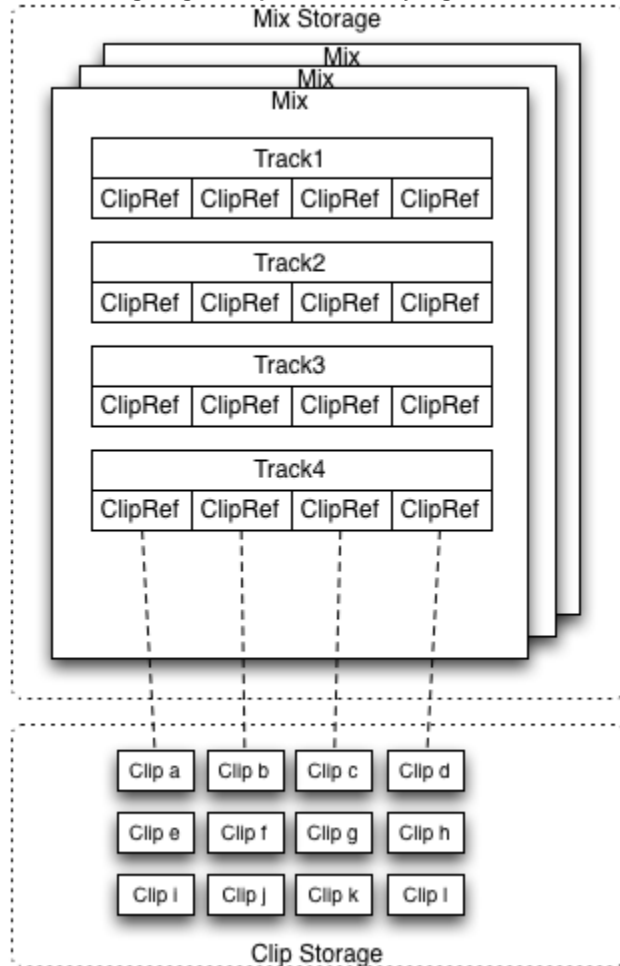 Mix Storage
Mix
Mix
Mix
Track1
ClipRef ClipRef ClipRef ClipRef
Track2
ClipRef ClipRef ClipRef ClipRef
Track3
ClipRef ClipRef ClipRef ClipRef
Track4
ClipRef ClipRef ClipRef ClipRef
Clip a Clip b Clip c Clip d
Clip e Clip f Clip g Clip h
Clip i Clip j Clip k Clip l
Clip Storage